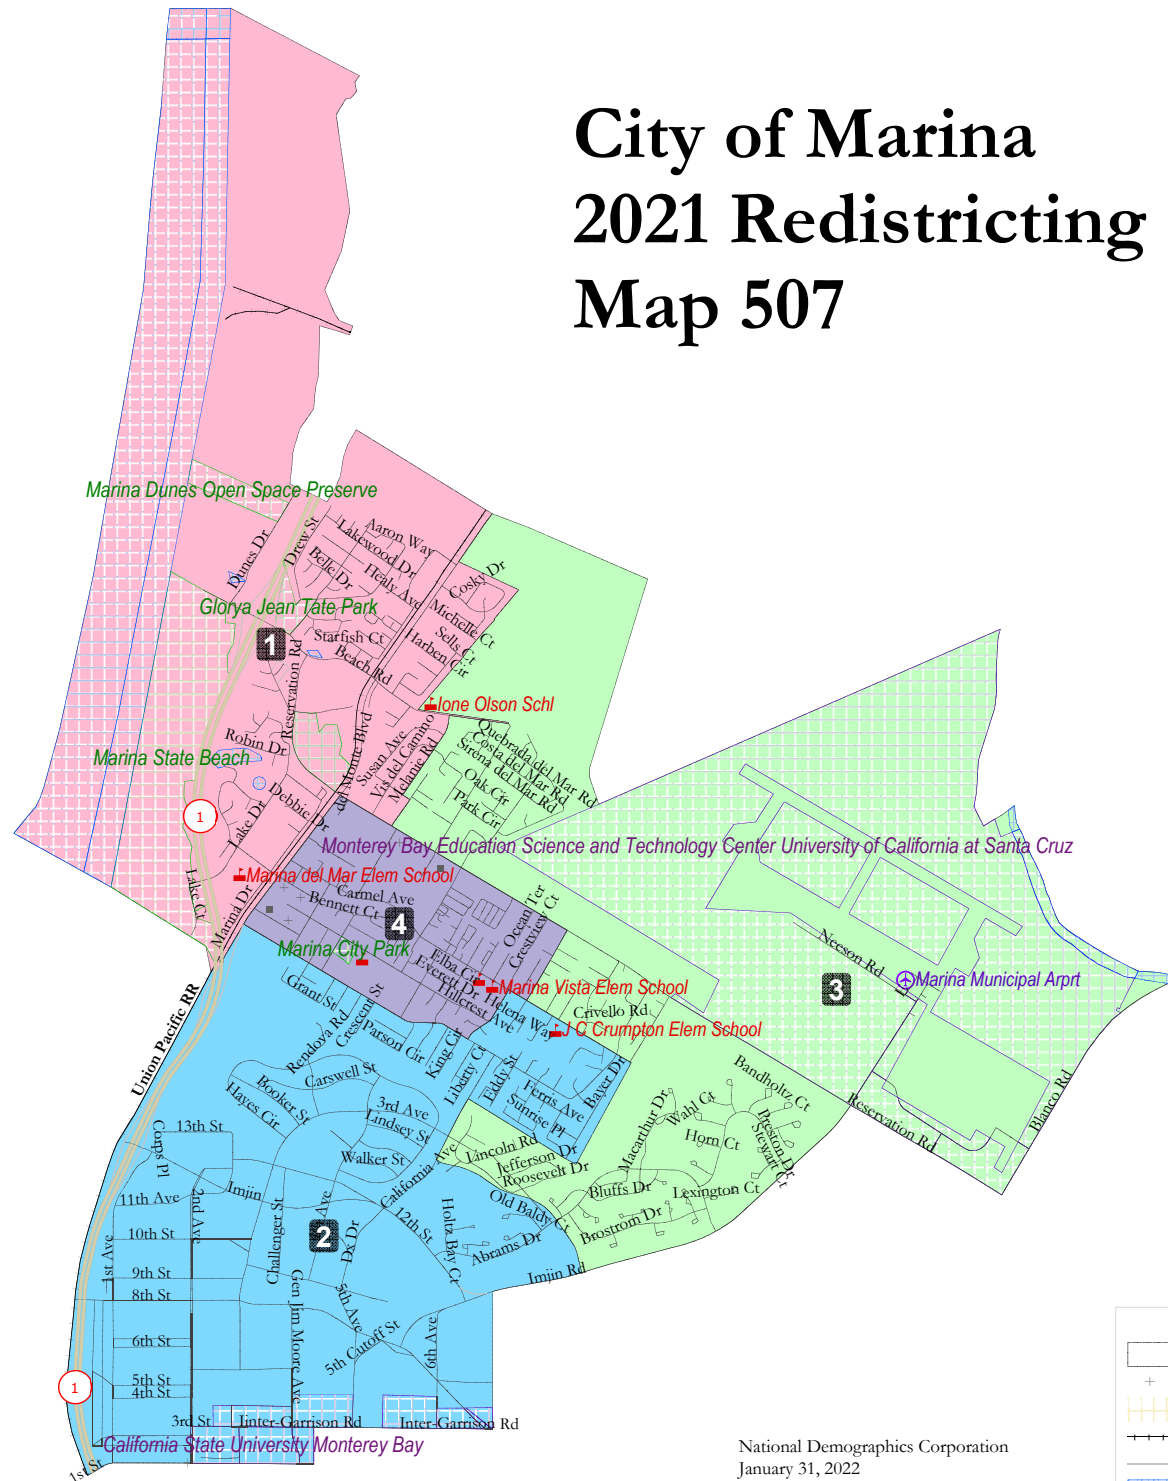 City of Marina
2021 Redistricting
Map 507
Marina Dunes Open Space Preserve
Dunes Dr
Drew St
Aaron Way
Lakewood Dr
Belle Dr
Healy Ave
Cosky Dr
Glorya Jean Tate Park
1
Michelle Ct
Sells Ct
Harben Cir
Starfish Ct
Beach Rd
Reservation Rd
Ione Olson Schl
Robin Dr
Marina State Beach
del Monte Blvd
Susan Ave
Vis del Camino
Melanie Rd
Quebrada del Mar Rd
Costa del Mar Rd
Sirena del Mar Rd
Oak Cir
Park Cir
Debbie Dr
Lake Dr
1
Monterey Bay Education Science and Technology Center University of California at Santa Cruz
Marina del Mar Elem School
Lake Ct
Marina Dr
Carmel Ave
Bennett Ct
4
Ocean Ter
Crestview Ct
Marina City Park
Elba Cir
Everett Dr
Hillcrest Ave
Helena Way
Marina Vista Elem School
Neeson Rd
3
Marina Municipal Arprt
Union Pacific RR
Grant St
Rendova Rd
Crescent St
Parson Cir
King Cir
Liberty Ct
Eddy St
Crivello Rd
J C Crumpton Elem School
Carswell St
Booker St
Hayes Cir
3rd Ave
Lindsey St
Ferris Ave
Sunrise Pl
Bayer Dr
Bandholtz Ct
Macarthur Dr
Wahl Ct
Horn Ct
Preston Dr
Stewart Ct
Reservation Rd
Blanco Rd
13th St
Corps Pl
Walker St
California Ave
Lincoln Rd
Jefferson Dr
Roosevelt Dr
Bluffs Dr
Lexington Ct
11th Ave
2nd Ave
Imjin
Challenger St
Ave
Dx Dr
12th St
Holtz Bay Ct
Old Baldy Ct
Abrams Dr
Brostrom Dr
10th St
2
1st Ave
9th St
8th St
Imjin Rd
Gen Jim Moore Ave
5th Ave
5th Cutoff St
6th Ave
6th St
1
5th St
4th St
3rd St
Iinter-Garrison Rd
Inter-Garrison Rd
California State University Monterey Bay
1st St
National Demographics Corporation
January 31, 2022